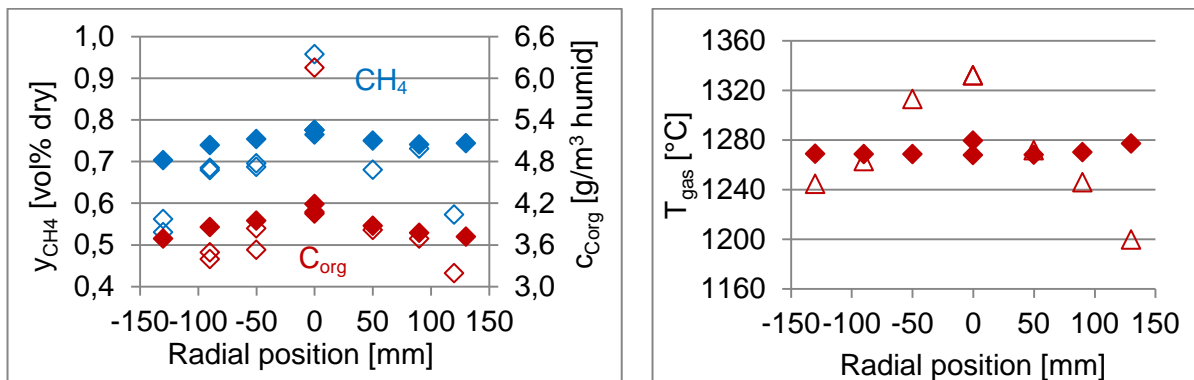 1,0
0,9
0,8
0,7
0,6
0,5
0,4
y_CH4 [vol% dry]
CH4
Corg
6,6
6,0
5,4
4,8
4,2
3,6
3,0
c_Corg [g/m³ humid]
-150 -100 -50 0 50 100 150
Radial position [mm]
1360
1320
1280
1240
1200
1160
T_gas [°C]
-150 -100 -50 0 50 100 150
Radial position [mm]